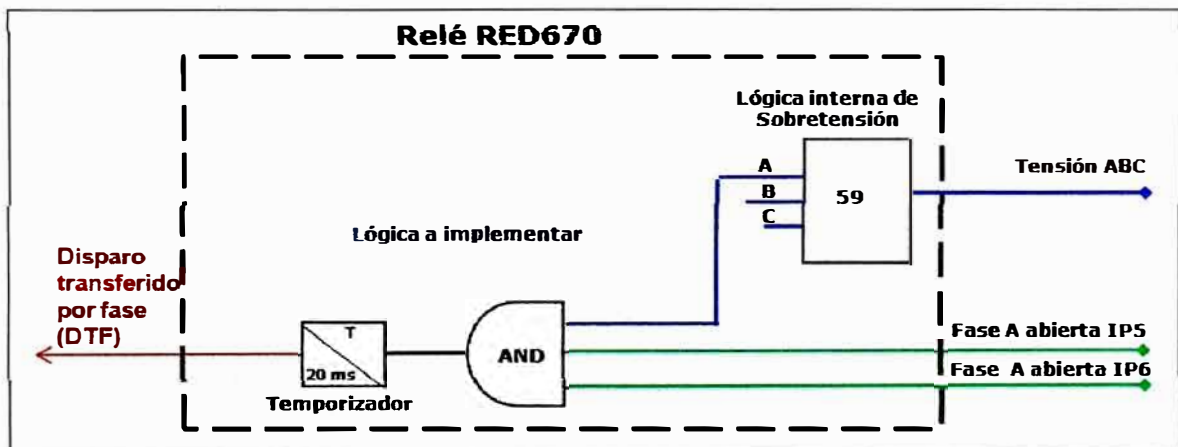 Relé RED670
Lógica interna de
Sobretensión
A
B
C
59
Tensión ABC
Lógica a implementar
Disparo
transferido
por fase
(DTF)
T
20 ms
Temporizador
AND
Fase A abierta IP5
Fase A abierta IP6